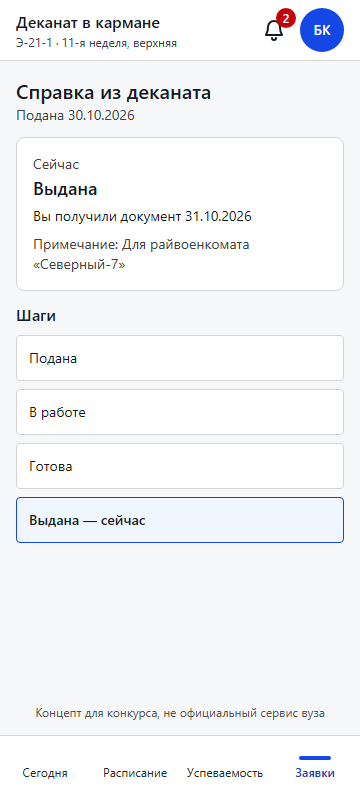 Деканат в кармане
Э-21-1 · 11-я неделя, верхняя
2
БК
Справка из деканата
Подана 30.10.2026
Сейчас
Выдана
Вы получили документ 31.10.2026
Примечание: Для райвоенкомата
«Северный-7»
Шаги
Подана
В работе
Готова
Выдана — сейчас
Концепт для конкурса, не официальный сервис вуза
Сегодня
Расписание
Успеваемость
Заявки